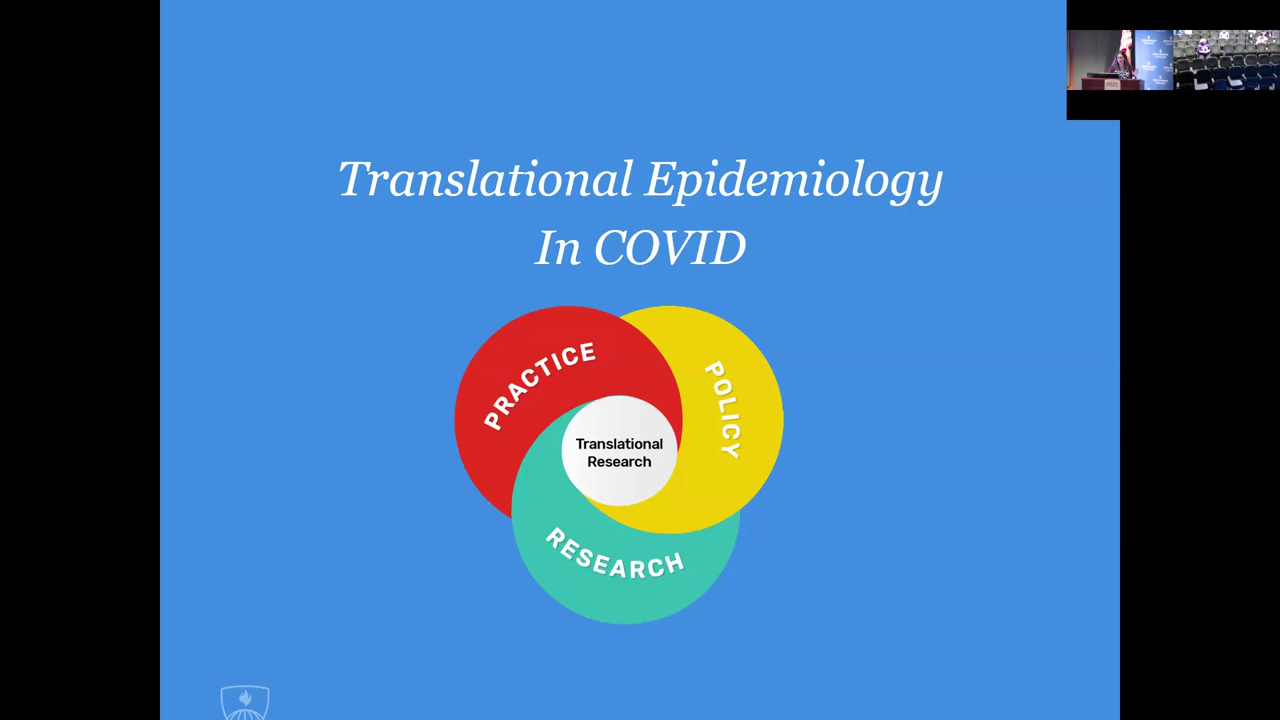 Translational Epidemiology
In COVID
PRACTICE
POLICY
Translational
Research
RESEARCH